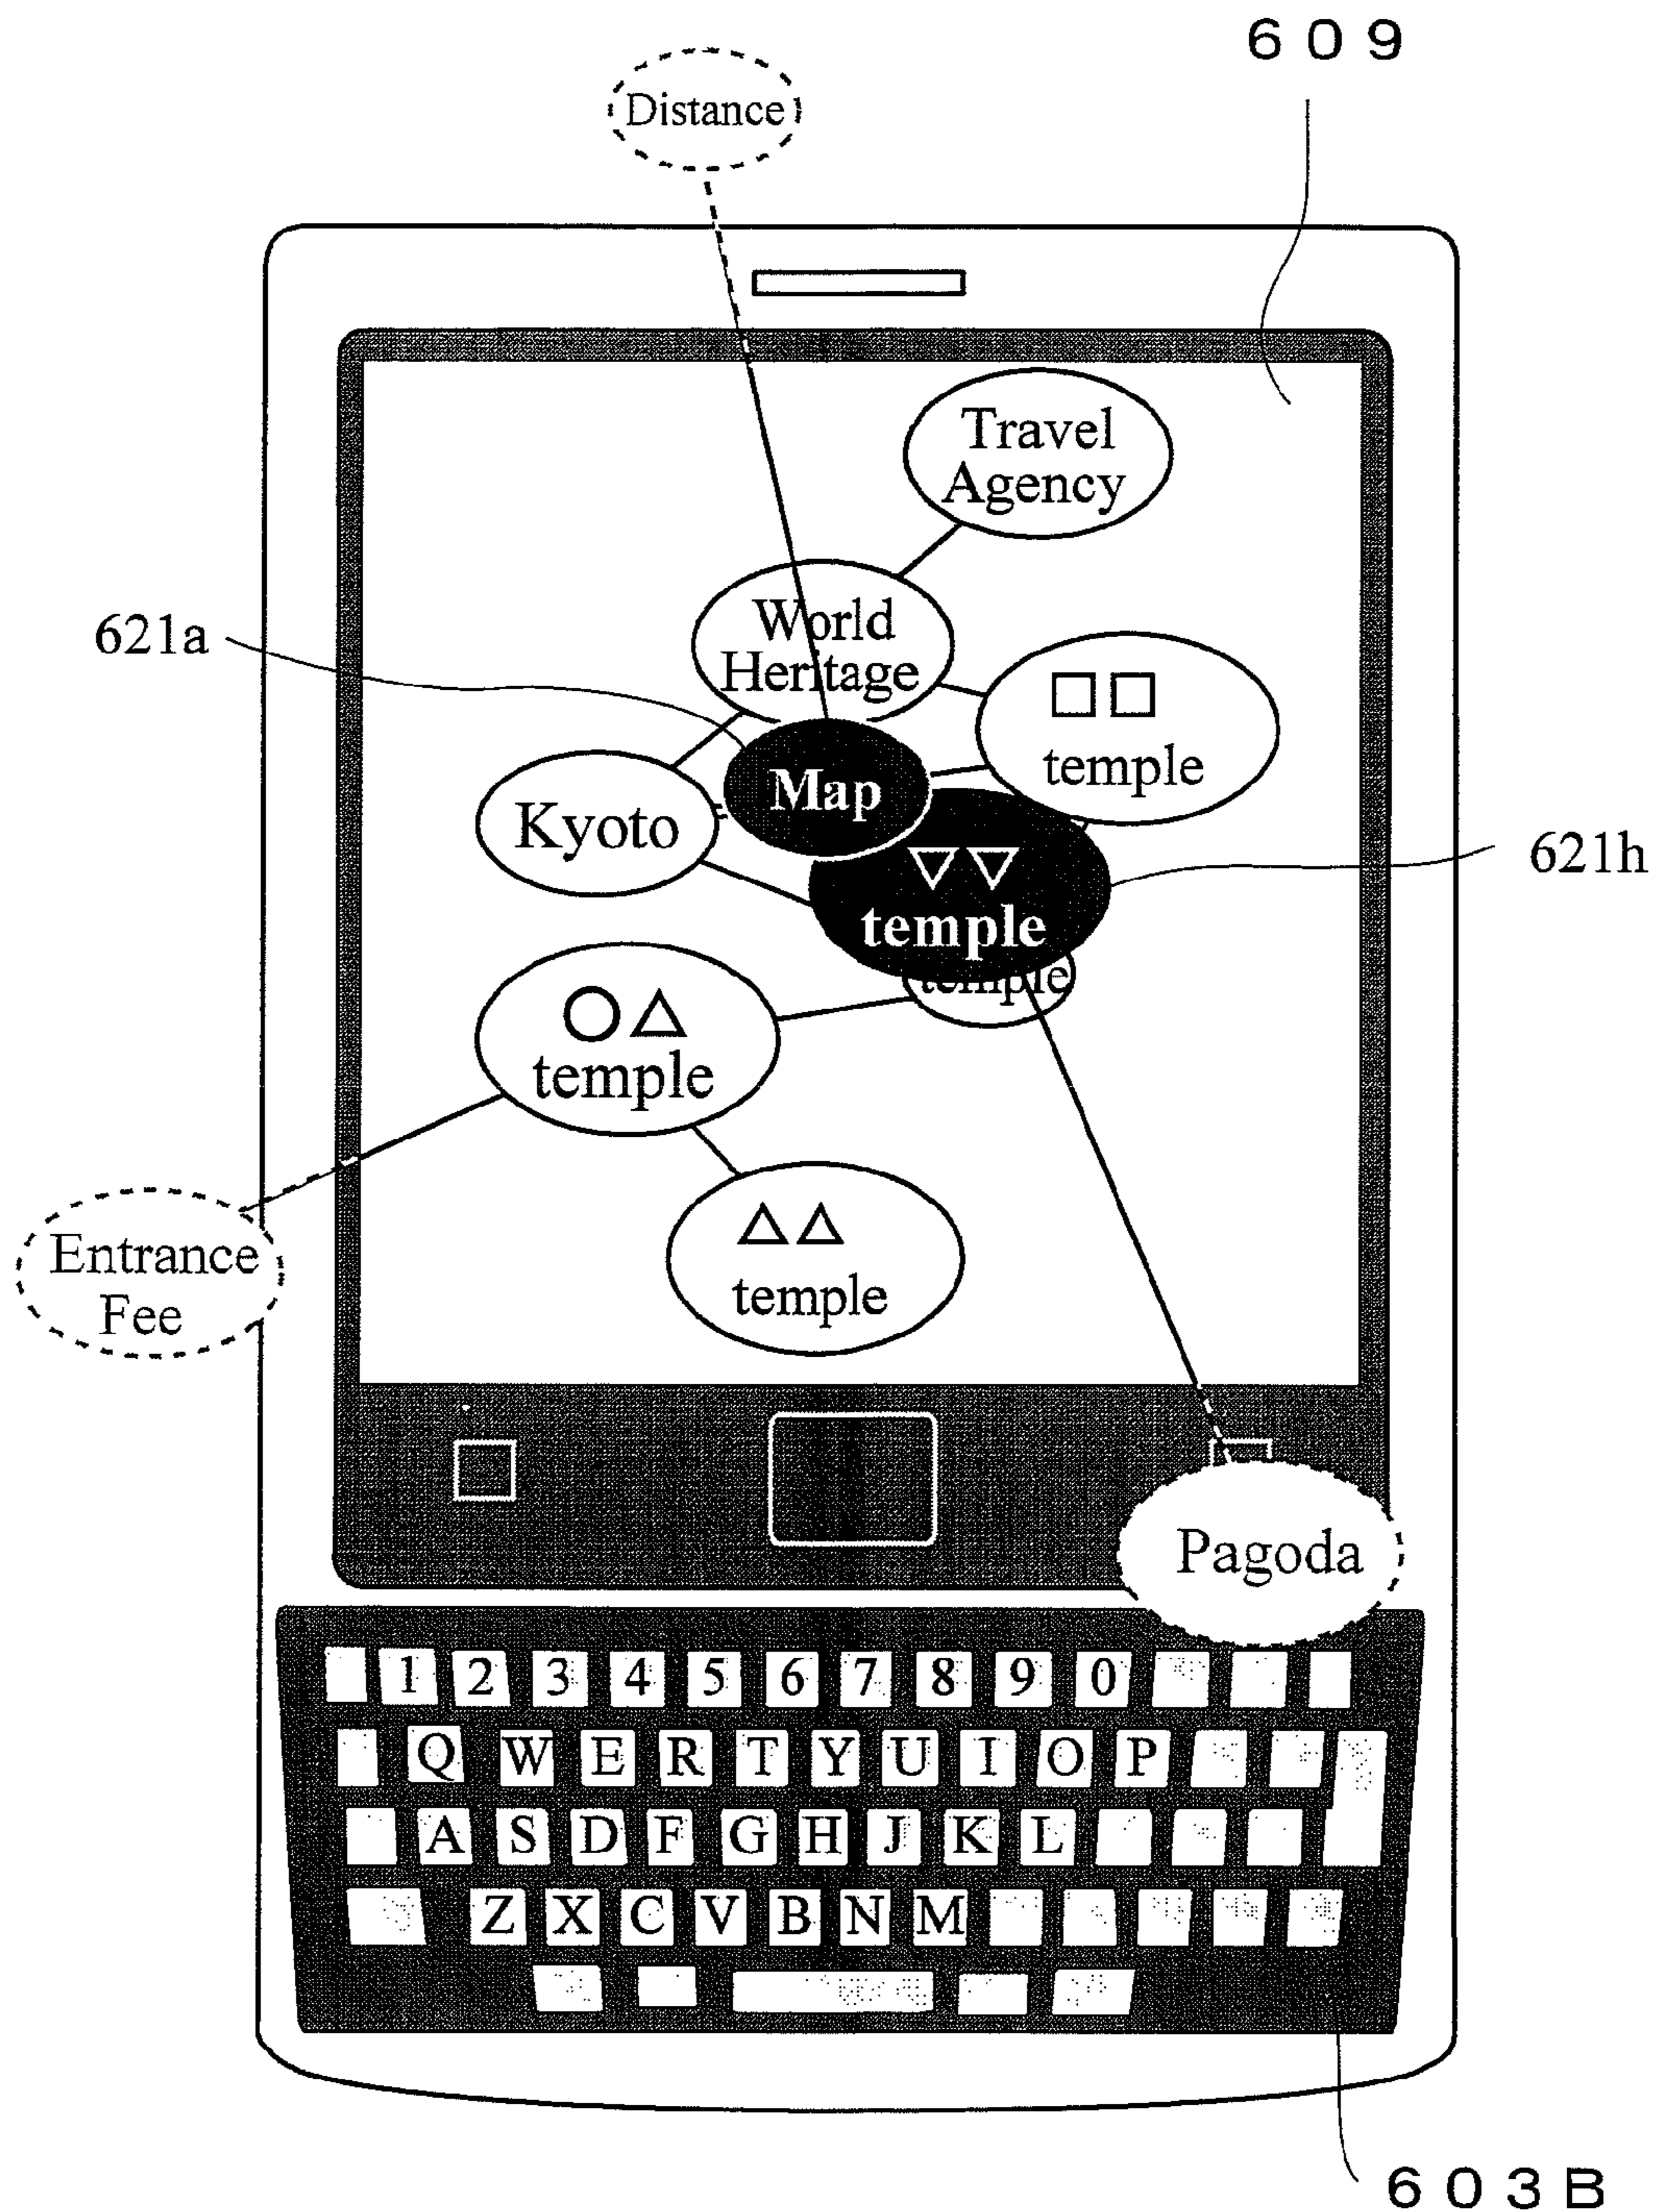 609
Distance
Travel
Agency
World
Heritage
621a
□□
temple
Map
Kyoto
▽▽
temple
621h
temple
○△
temple
△△
temple
Entrance
Fee
Pagoda
1 2 3 4 5 6 7 8 9 0
Q W E R T Y U I O P
A S D F G H J K L
Z X C V B N M
603B